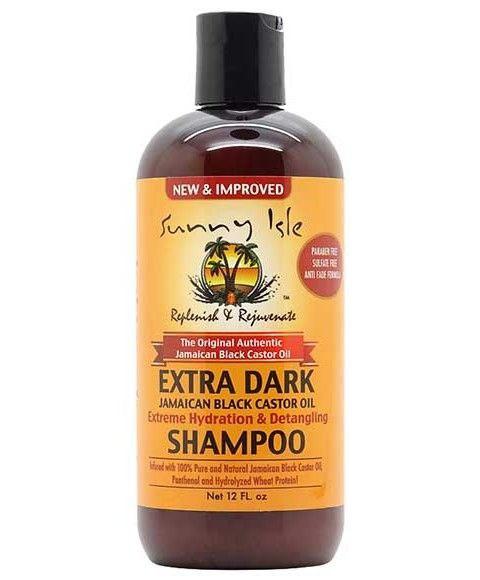 NEW & IMPROVED
Sunny Isle
PARABEN FREE
SULFATE FREE
ANTI FADE FORMULA
TM
Replenish & Rejuvenate
The Original Authentic
Jamaican Black Castor Oil
EXTRA DARK
JAMAICAN BLACK CASTOR OIL
Extreme Hydration & Detangling
SHAMPOO
Infused with 100% Pure and Natural Jamaican Black Castor Oil,
Panthenol and Hydrolyzed Wheat Protein!
Net 12 FL. oz